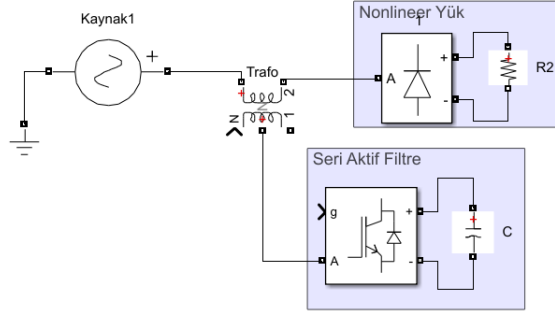 Nonlineer Yük
Kaynak1
+
Trafo
2
1
N
A
+
-
+
R2
Seri Aktif Filtre
g
A
+
-
+
C